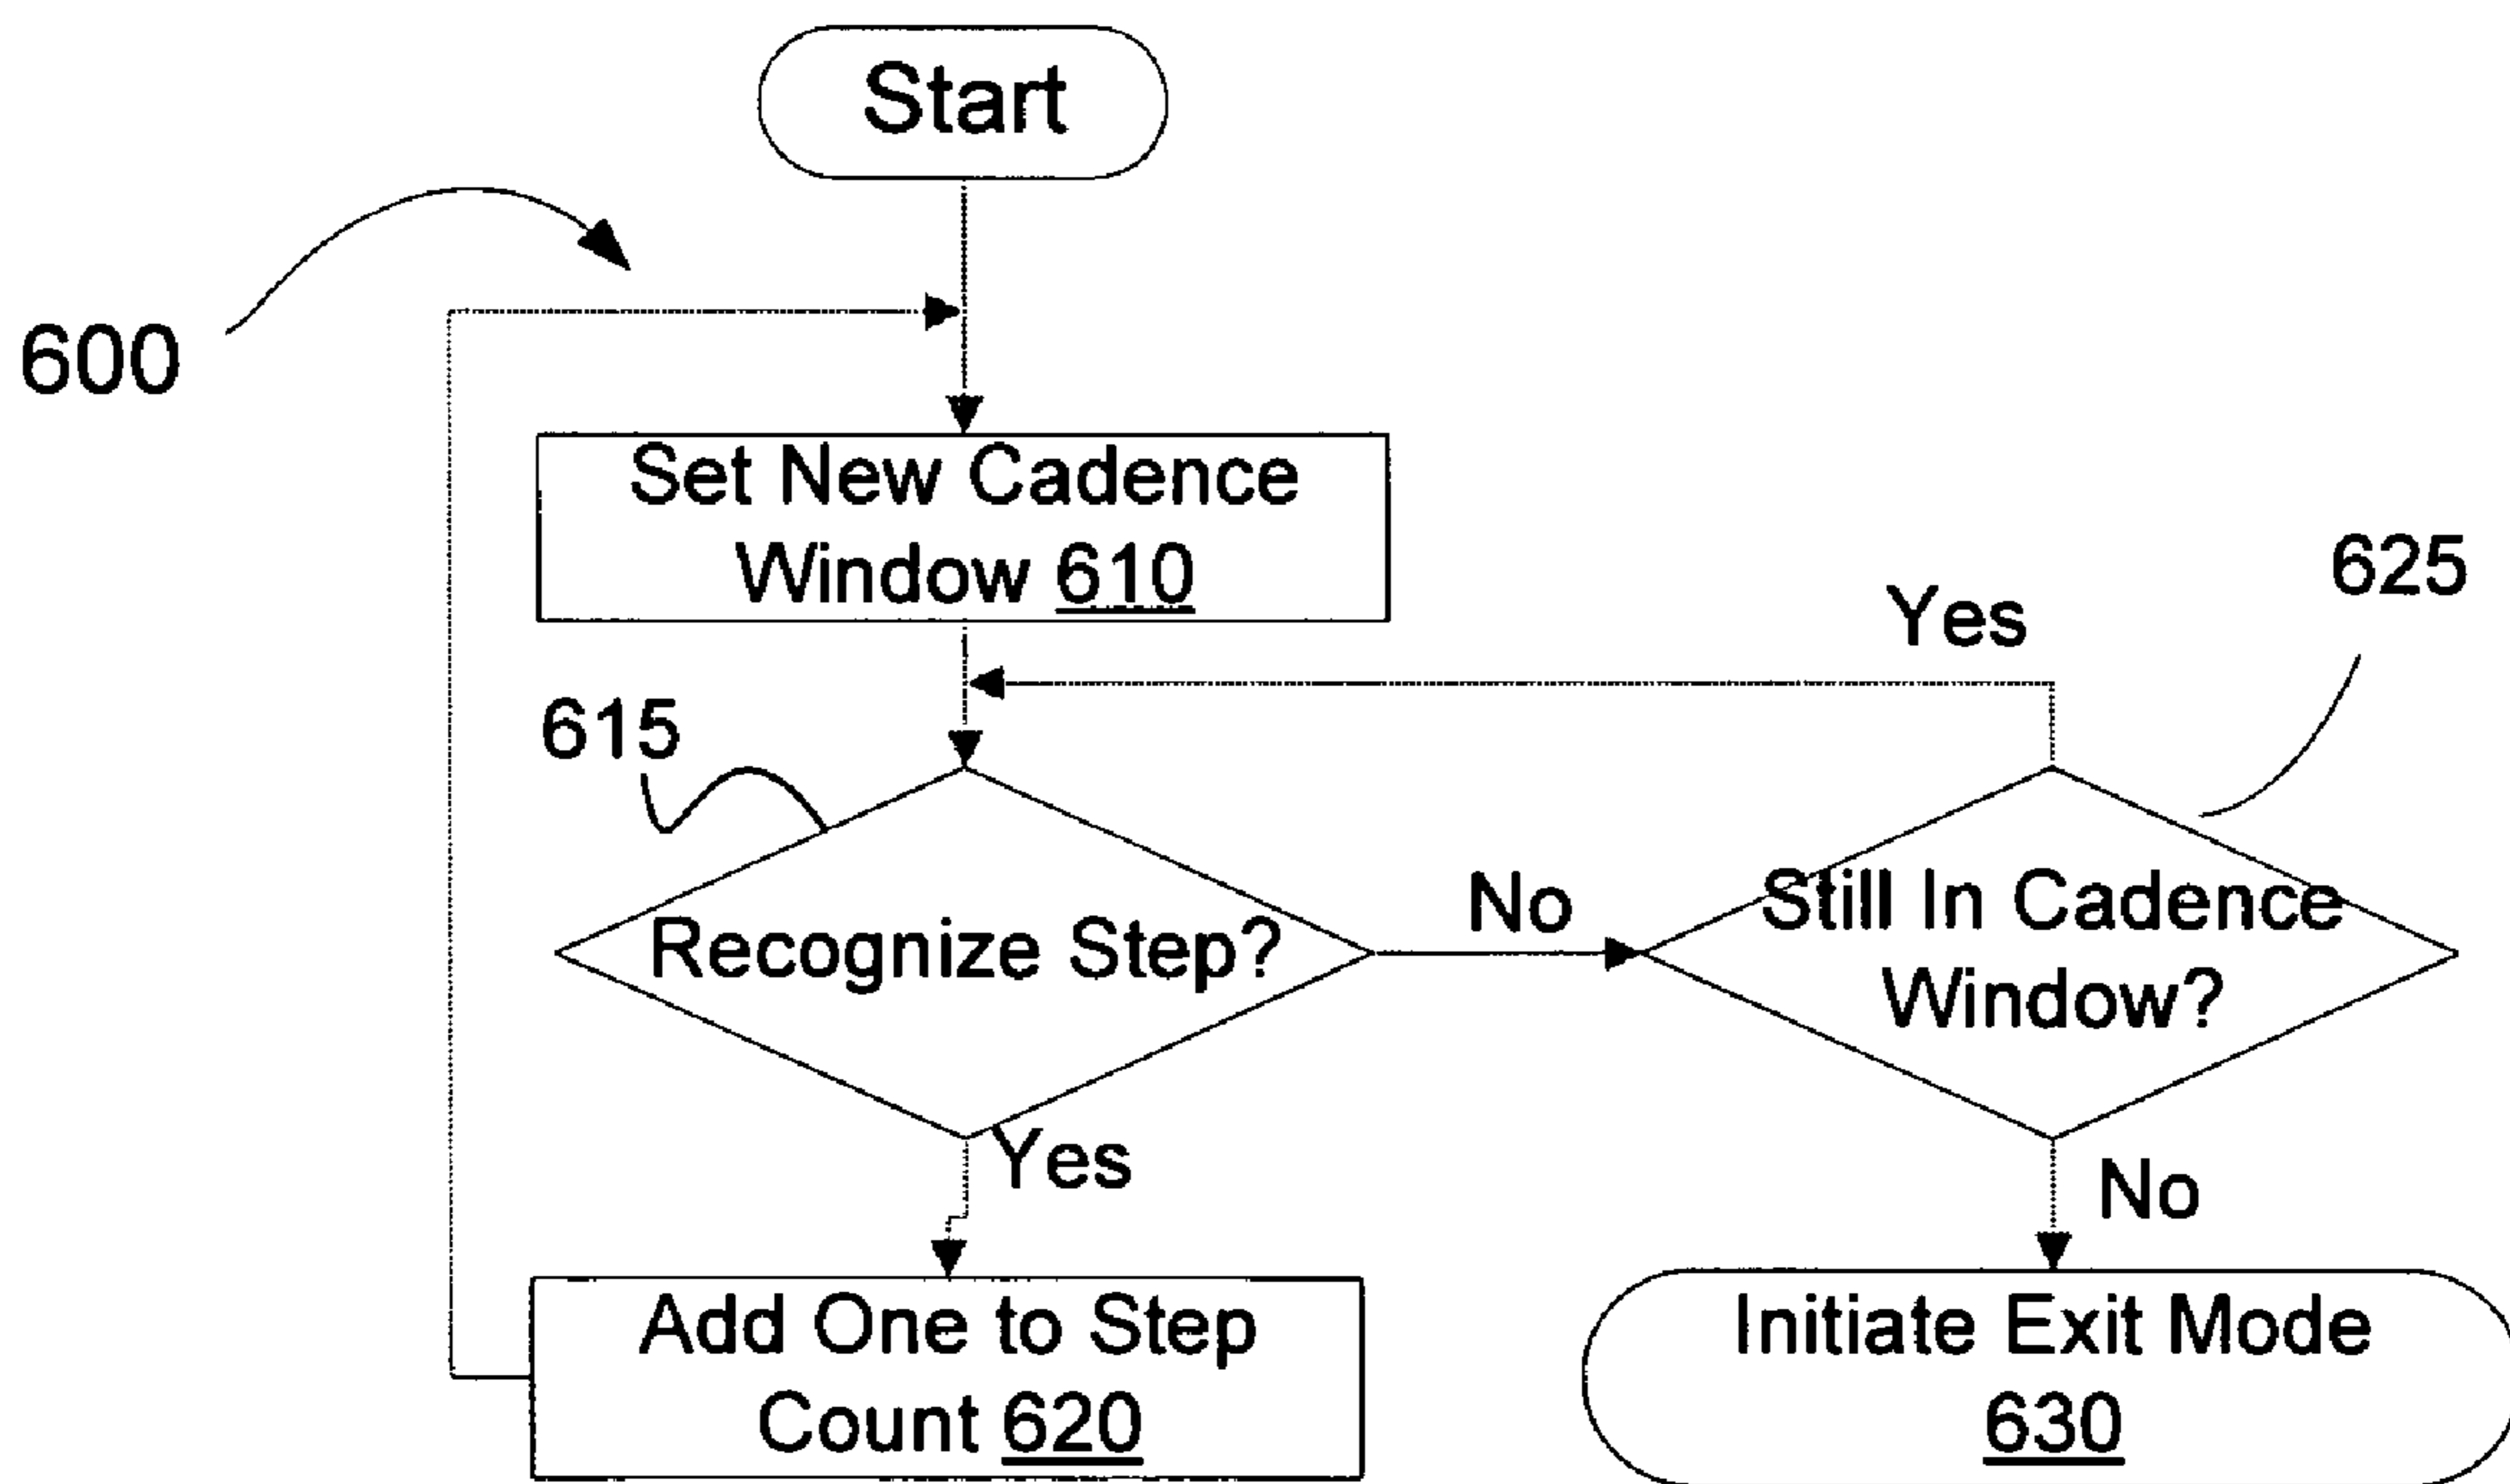 Start
600
Set New Cadence
Window 610
625
Yes
615
Recognize Step?
No
Still In Cadence
Window?
Yes
No
Add One to Step
Count 620
Initiate Exit Mode
630